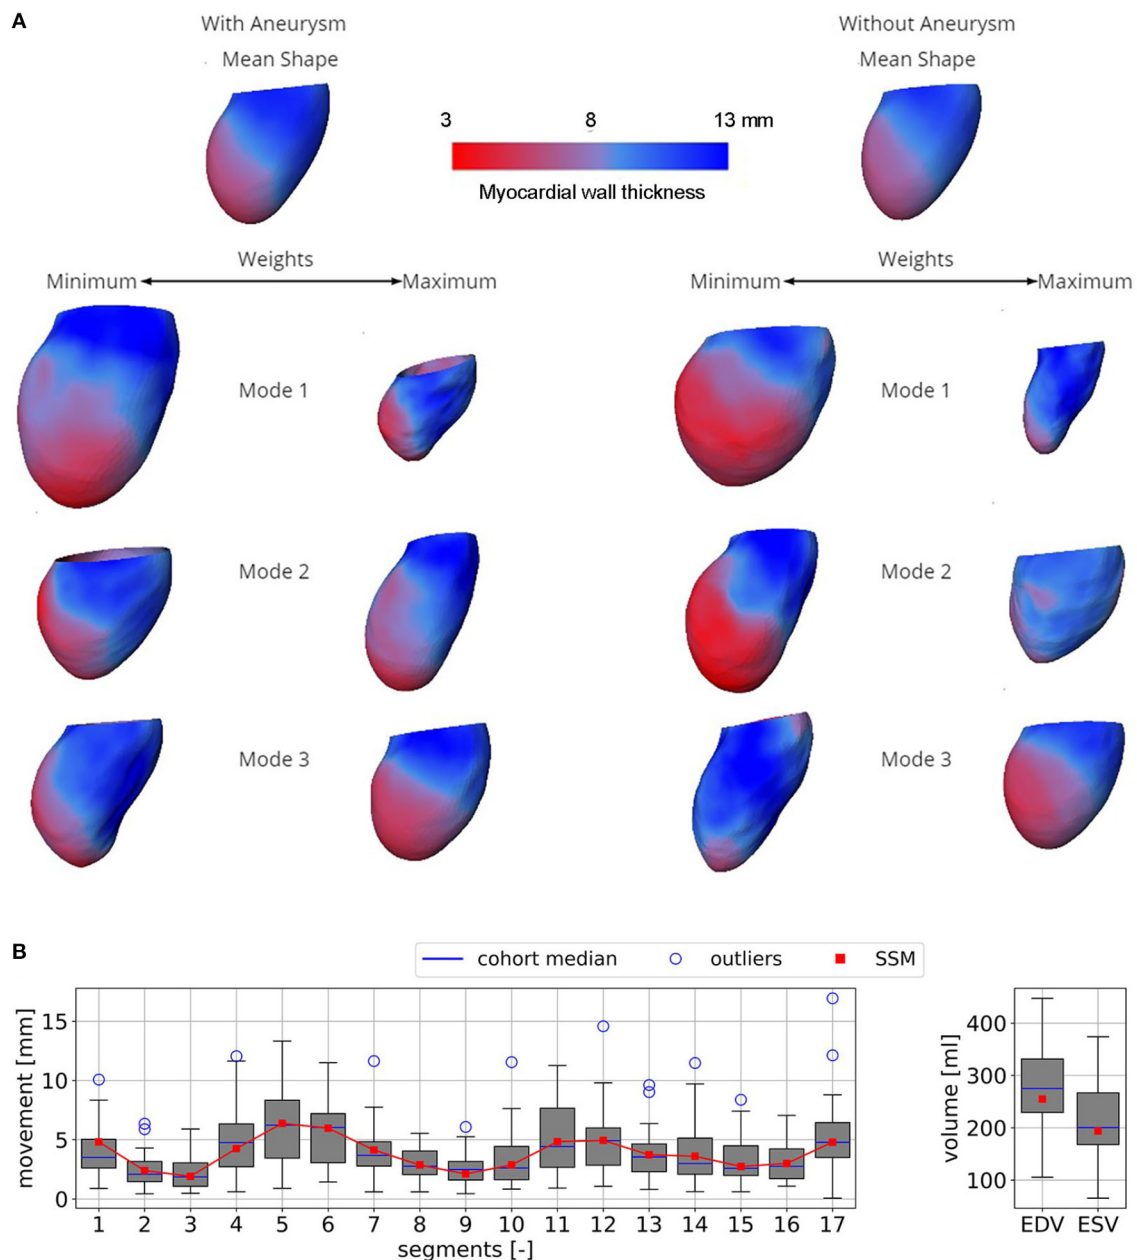 A
With Aneurysm
Without Aneurysm
Mean Shape
Mean Shape
3 8 13 mm
Myocardial wall thickness
Weights
Minimum Maximum
Weights
Minimum Maximum
Mode 1
Mode 1
Mode 2
Mode 2
Mode 3
Mode 3
B
cohort median outliers SSM
movement [mm]
15
10
5
0
1 2 3 4 5 6 7 8 9 10 11 12 13 14 15 16 17
segments [-]
volume [ml]
400
300
200
100
EDV ESV